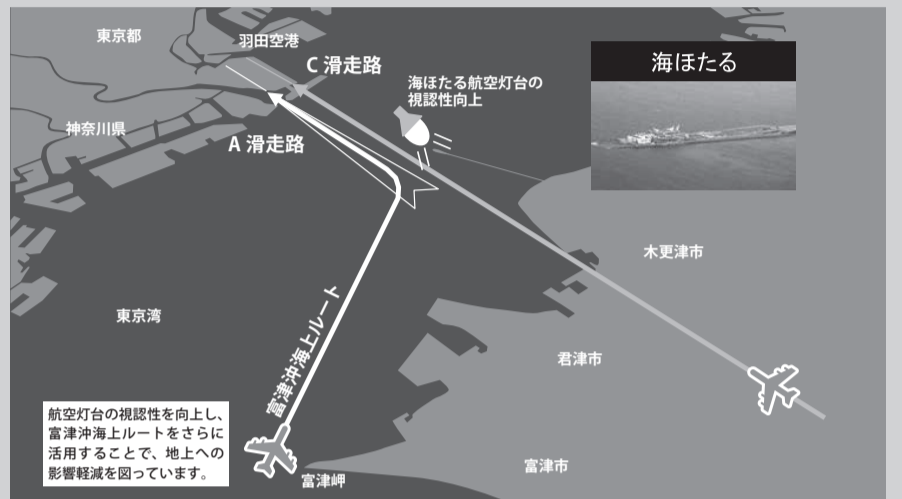 東京都
羽田空港
C 滑走路
海ほたる航空灯台の
視認性向上
海ほたる
神奈川県
A 滑走路
木更津市
東京湾
富津沖海上ルート
君津市
航空灯台の視認性を向上し、
富津沖海上ルートをさらに
活用することで、地上への
影響軽減を図っています。
富津岬
富津市